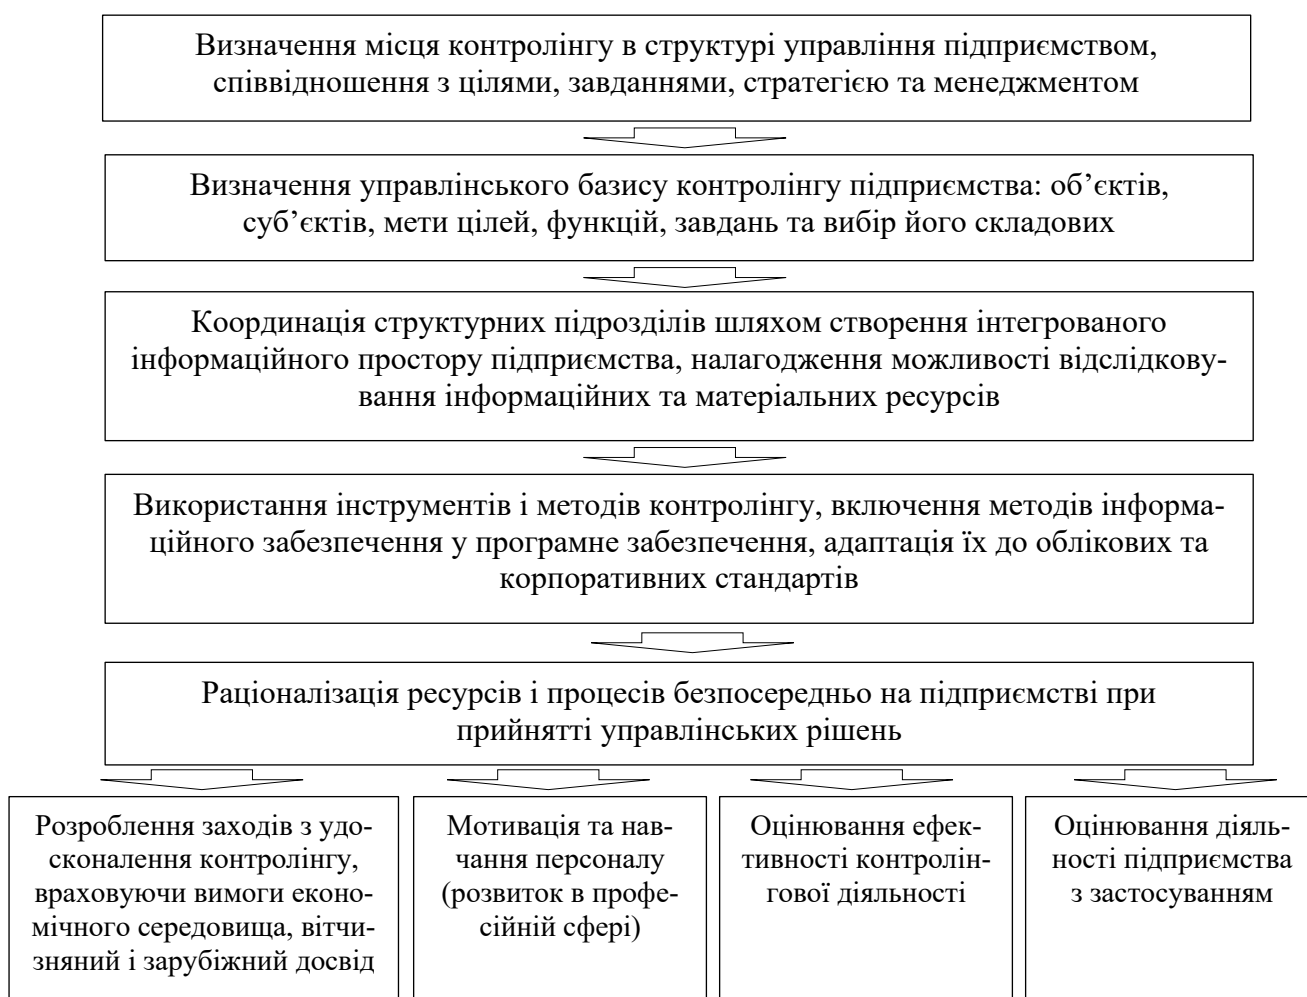 Визначення місця контролінгу в структурі управління підприємством,
співвідношення з цілями, завданнями, стратегією та менеджментом
Визначення управлінського базису контролінгу підприємства: об’єктів,
суб’єктів, мети цілей, функцій, завдань та вибір його складових
Координація структурних підрозділів шляхом створення інтегрованого
інформаційного простору підприємства, налагодження можливості відслідкову-
вання інформаційних та матеріальних ресурсів
Використання інструментів і методів контролінгу, включення методів інформа-
ційного забезпечення у програмне забезпечення, адаптація їх до облікових та
корпоративних стандартів
Раціоналізація ресурсів і процесів безпосередньо на підприємстві при
прийнятті управлінських рішень
Розроблення заходів з удо-
сконалення контролінгу,
враховуючи вимоги еконо-
мічного середовища, вітчи-
зняний і зарубіжний досвід
Мотивація та нав-
чання персоналу
(розвиток в профе-
сійній сфері)
Оцінювання ефек-
тивності контролін-
гової діяльності
Оцінювання діяль-
ності підприємства
з застосуванням